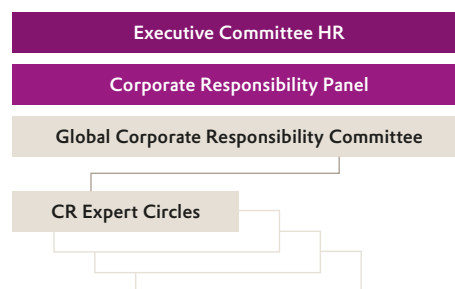 Executive Committee HR
Corporate Responsibility Panel
Global Corporate Responsibility Committee
CR Expert Circles